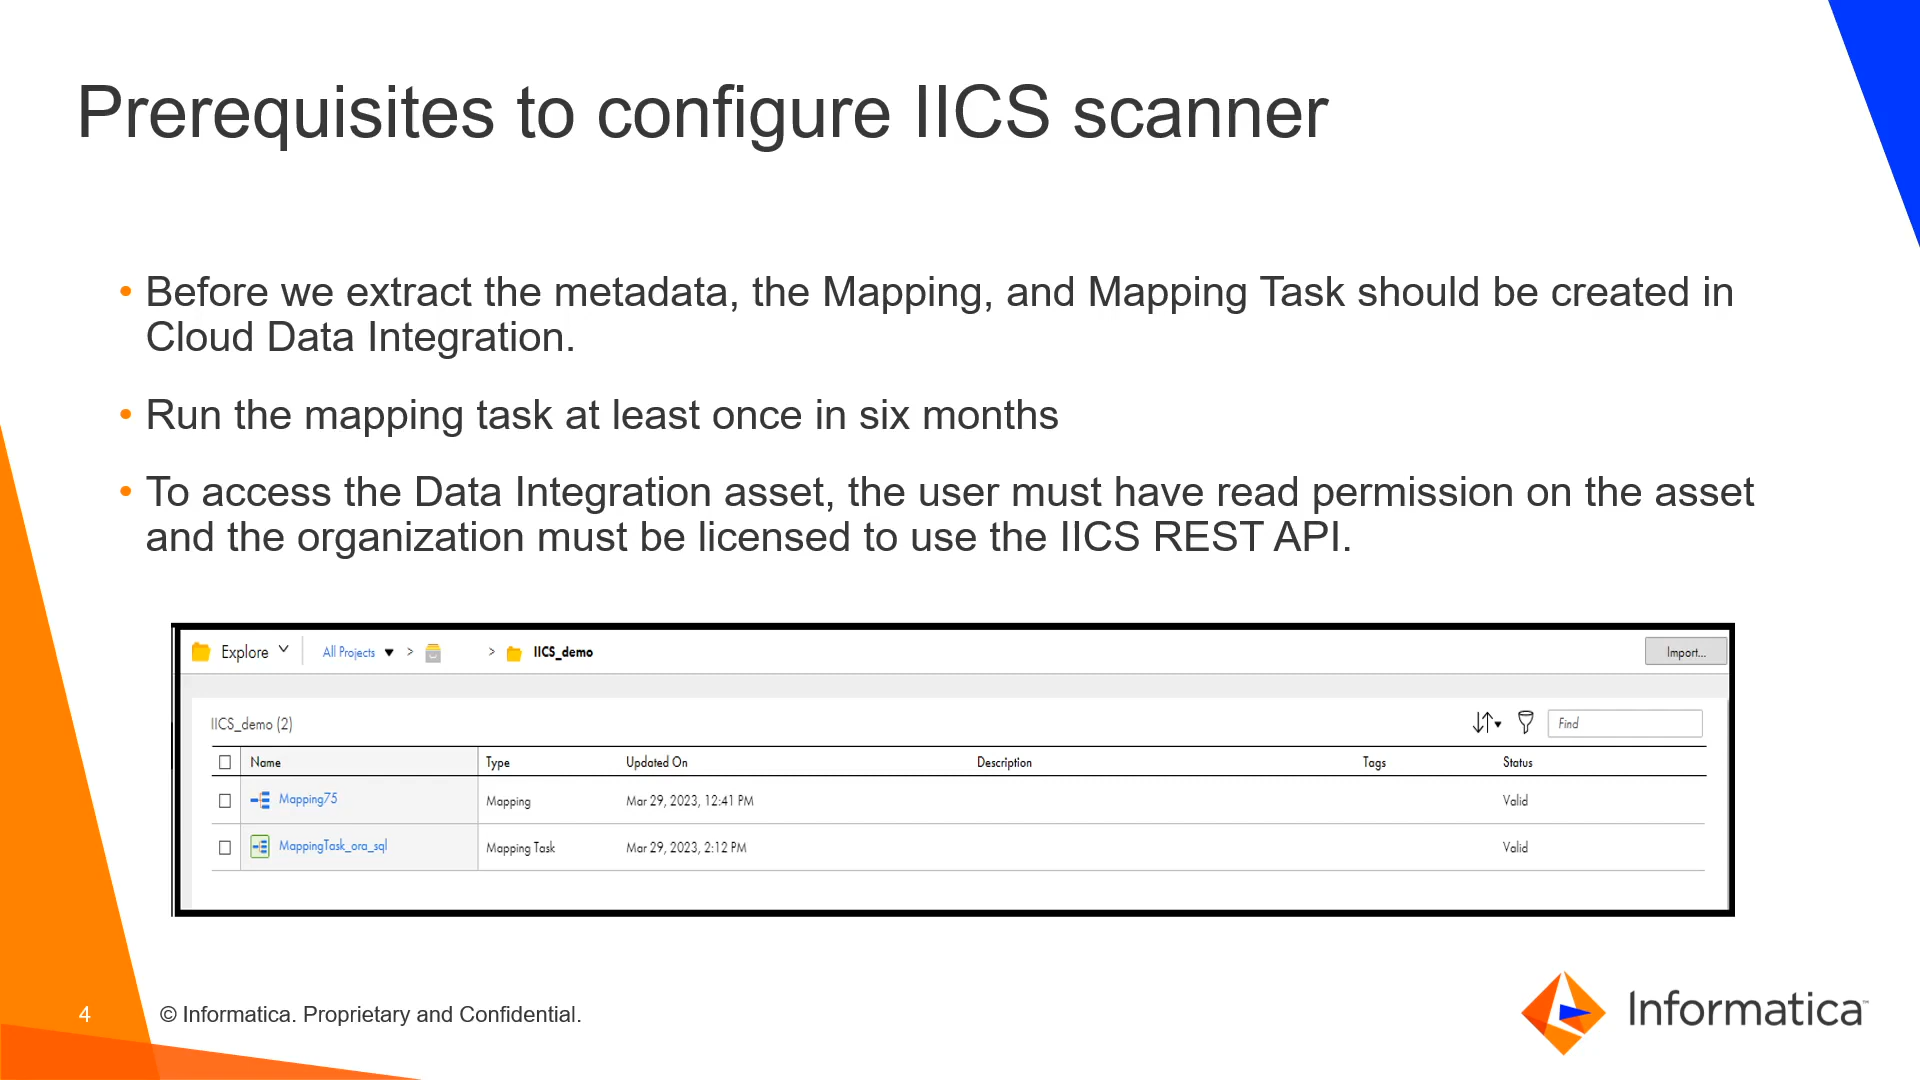 Prerequisites to configure IICS scanner
• Before we extract the metadata, the Mapping, and Mapping Task should be created in
Cloud Data Integration.
• Run the mapping task at least once in six months
• To access the Data Integration asset, the user must have read permission on the asset
and the organization must be licensed to use the IICS REST API.
Explore All Projects > > IICS_demo Import...
IICS_demo (2) Find
Name Type Updated On Description Tags Status
Mapping75 Mapping Mar 29, 2023, 12:41 PM Valid
MappingTask_ora_sql Mapping Task Mar 29, 2023, 2:12 PM Valid
4 © Informatica. Proprietary and Confidential.
Informatica™